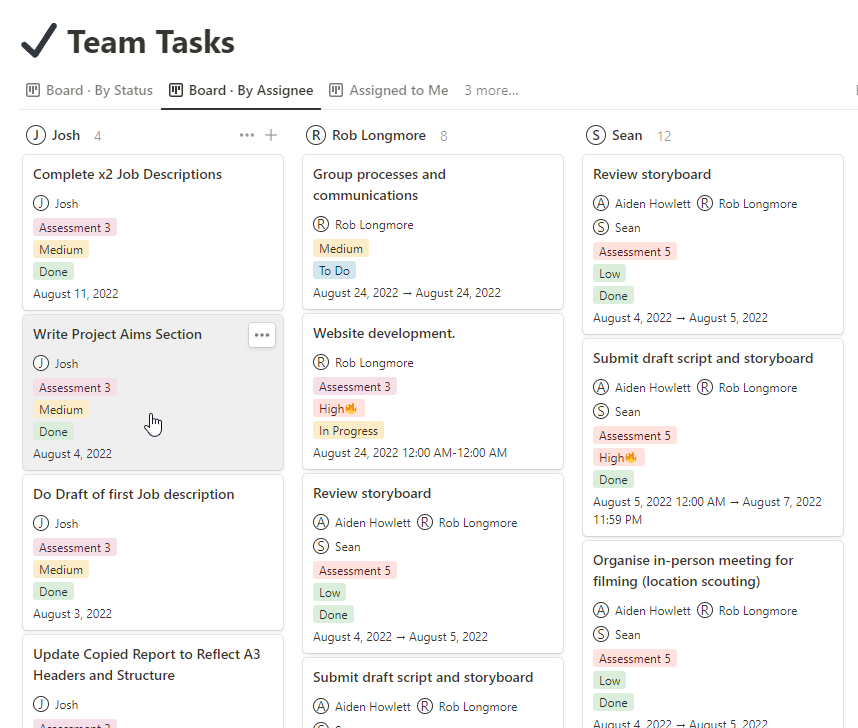 Team Tasks
Board · By Status
Board · By Assignee
Assigned to Me
3 more...
J Josh 4
Complete x2 Job Descriptions
J Josh
Assessment 3
Medium
Done
August 11, 2022
Write Project Aims Section
J Josh
Assessment 3
Medium
Done
August 4, 2022
Do Draft of first Job description
J Josh
Assessment 3
Medium
Done
August 3, 2022
Update Copied Report to Reflect A3
Headers and Structure
J Josh
Assessment 3
R Rob Longmore 8
Group processes and
communications
R Rob Longmore
Medium
To Do
August 24, 2022 → August 24, 2022
Website development.
R Rob Longmore
Assessment 3
High🔥
In Progress
August 24, 2022 12:00 AM-12:00 AM
Review storyboard
A Aiden Howlett R Rob Longmore
S Sean
Assessment 5
Low
Done
August 4, 2022 → August 5, 2022
Submit draft script and storyboard
A Aiden Howlett R Rob Longmore
S Sean
S Sean 12
Review storyboard
A Aiden Howlett R Rob Longmore
S Sean
Assessment 5
Low
Done
August 4, 2022 → August 5, 2022
Submit draft script and storyboard
A Aiden Howlett R Rob Longmore
S Sean
Assessment 5
High🔥
Done
August 5, 2022 12:00 AM → August 7, 2022
11:59 PM
Organise in-person meeting for
filming (location scouting)
A Aiden Howlett R Rob Longmore
S Sean
Assessment 5
Low
Done
August 4, 2022 → August 5, 2022